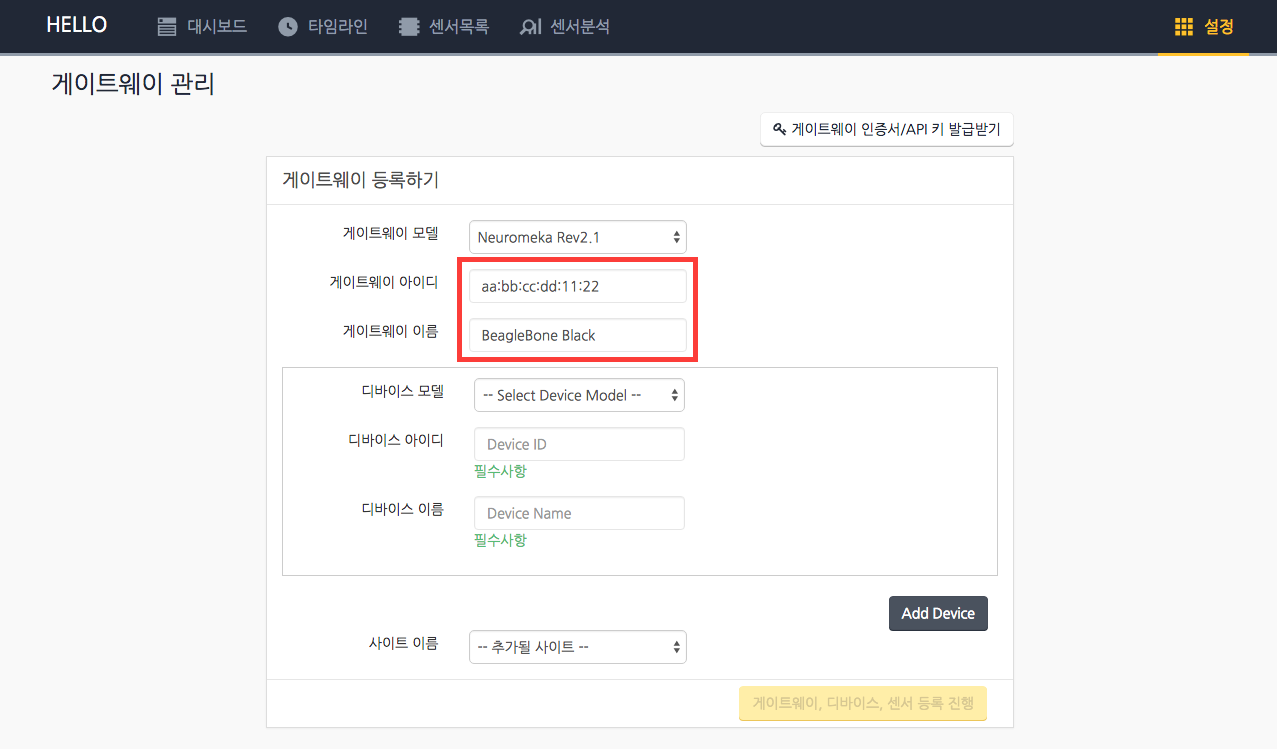 HELLO 대시보드 타임라인 센서목록 센서분석 설정
게이트웨이 관리
게이트웨이 인증서/API 키 발급받기
게이트웨이 등록하기
게이트웨이 모델 Neuromeka Rev2.1
게이트웨이 아이디 aa:bb:cc:dd:11:22
게이트웨이 이름 BeagleBone Black
디바이스 모델 -- Select Device Model --
디바이스 아이디 Device ID
필수사항
디바이스 이름 Device Name
필수사항
Add Device
사이트 이름 -- 추가될 사이트 --
게이트웨이, 디바이스, 센서 등록 진행